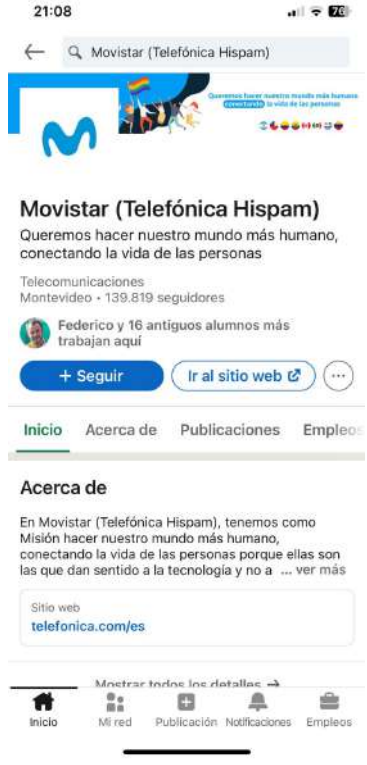 21:08
76
Movistar (Telefónica Hispam)
Queremos hacer nuestro mundo más humano
conectando la vida de las personas
Movistar (Telefónica Hispam)
Queremos hacer nuestro mundo más humano,
conectando la vida de las personas
Telecomunicaciones
Montevideo • 139.819 seguidores
Federico y 16 antiguos alumnos más
trabajan aquí
+ Seguir
Ir al sitio web
Inicio Acerca de Publicaciones Empleos
Acerca de
En Movistar (Telefónica Hispam), tenemos como
Misión hacer nuestro mundo más humano,
conectando la vida de las personas porque ellas son
las que dan sentido a la tecnología y no a ... ver más
Sitio web
telefonica.com/es
Mostrar todos los detalles →
Inicio Mi red Publicación Notificaciones Empleos